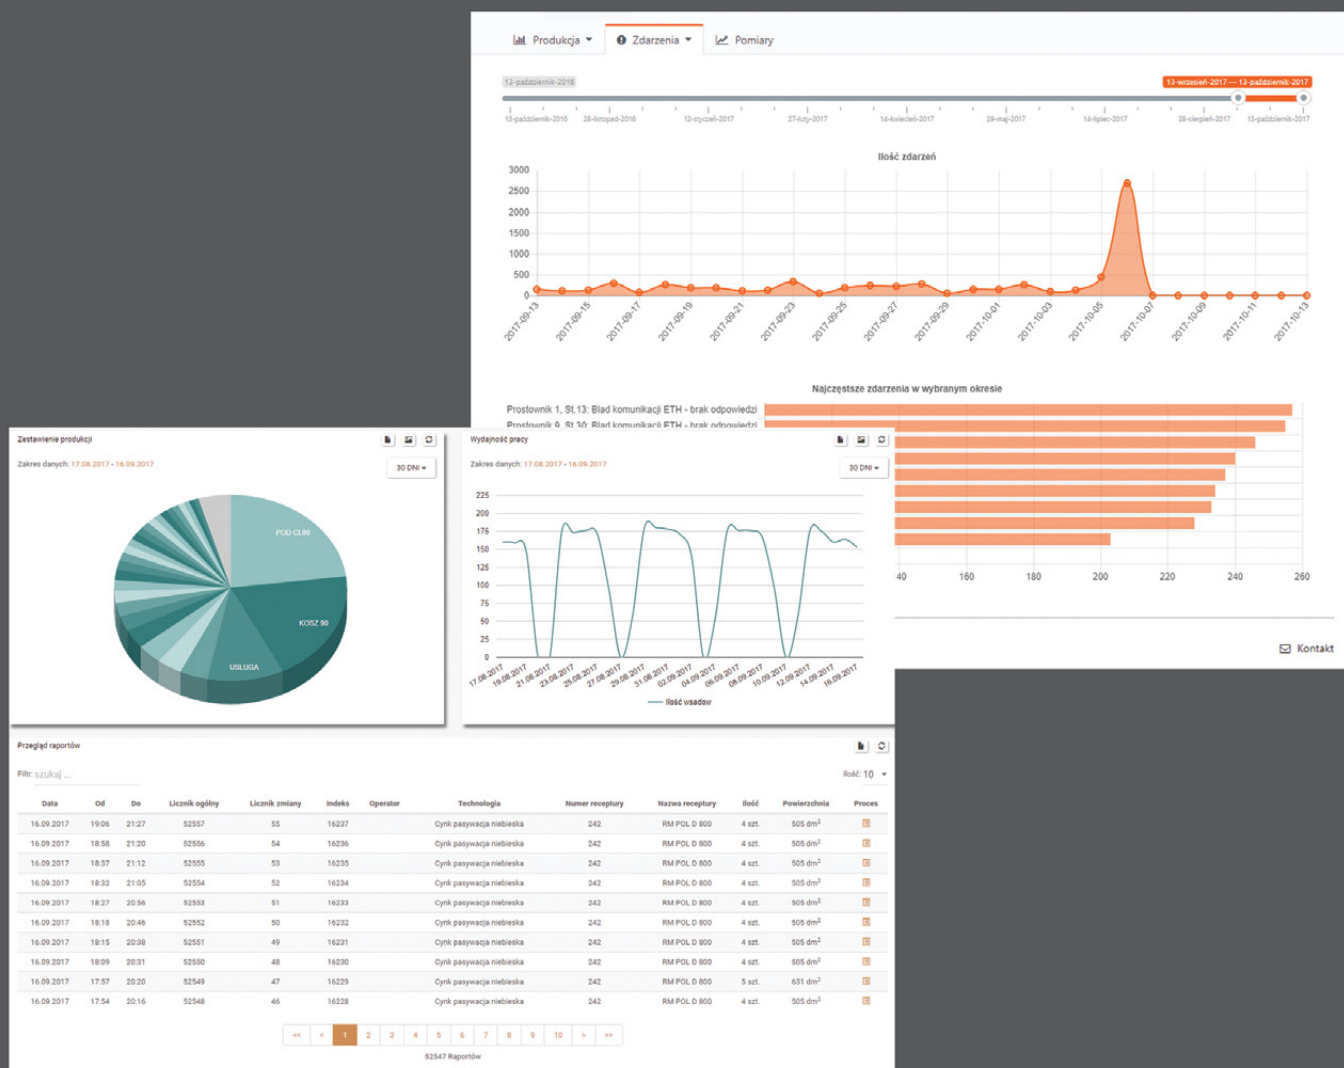 Produkcja Zdarzenia Pomiary
13-październik-2016 13-wrzesień-2017 — 13-październik-2017
13-październik-2016 28-listopad-2016 12-styczeń-2017 27-luty-2017 14-kwiecień-2017 29-maj-2017 14-lipiec-2017 28-sierpień-2017 13-październik-2017
Ilość zdarzeń
3000
2500
2000
1500
1000
500
0
2017-09-13 2017-09-15 2017-09-17 2017-09-19 2017-09-21 2017-09-23 2017-09-25 2017-09-27 2017-09-29 2017-10-01 2017-10-03 2017-10-05 2017-10-07 2017-10-09 2017-10-11 2017-10-13
Najczęstsze zdarzenia w wybranym okresie
Prostownik 1, St.13: Blad komunikacji ETH - brak odpowiedzi
Prostownik 9, St.30: Blad komunikacji ETH - brak odpowiedzi
40 160 180 200 220 240 260
Kontakt
Zestawienie produkcji
Zakres danych: 17.08.2017 - 16.09.2017
30 DNI
POD CL90
KOSZ 90
USLUGA
Wydajność pracy
Zakres danych: 17.08.2017 - 16.09.2017
30 DNI
225
200
175
150
125
100
75
50
25
0
17.08.2017 19.08.2017 21.08.2017 23.08.2017 25.08.2017 27.08.2017 29.08.2017 31.08.2017 02.09.2017 04.09.2017 06.09.2017 08.09.2017 10.09.2017 12.09.2017 14.09.2017 16.09.2017
Ilość wsadów
Przegląd raportów
Filtr: szukaj ... Ilość: 10
Data Od Do Licznik ogólny Licznik zmiany Indeks Operator Technologia Numer receptury Nazwa receptury Ilość Powierzchnia Proces
16.09.2017 19:06 21:27 52557 55 16237 Cynk pasywacja niebieska 242 RM POL D 800 4 szt. 505 dm²
16.09.2017 18:58 21:20 52556 54 16236 Cynk pasywacja niebieska 242 RM POL D 800 4 szt. 505 dm²
16.09.2017 18:37 21:12 52555 53 16235 Cynk pasywacja niebieska 242 RM POL D 800 4 szt. 505 dm²
16.09.2017 18:32 21:05 52554 52 16234 Cynk pasywacja niebieska 242 RM POL D 800 4 szt. 505 dm²
16.09.2017 18:27 20:56 52553 51 16233 Cynk pasywacja niebieska 242 RM POL D 800 4 szt. 505 dm²
16.09.2017 18:18 20:46 52552 50 16232 Cynk pasywacja niebieska 242 RM POL D 800 4 szt. 505 dm²
16.09.2017 18:15 20:38 52551 49 16231 Cynk pasywacja niebieska 242 RM POL D 800 4 szt. 505 dm²
16.09.2017 18:09 20:31 52550 48 16230 Cynk pasywacja niebieska 242 RM POL D 800 4 szt. 505 dm²
16.09.2017 17:57 20:20 52549 47 16229 Cynk pasywacja niebieska 242 RM POL D 800 5 szt. 631 dm²
16.09.2017 17:54 20:16 52548 46 16228 Cynk pasywacja niebieska 242 RM POL D 800 4 szt. 505 dm²
<< < 1 2 3 4 5 6 7 8 9 10 > >>
52547 Raportów